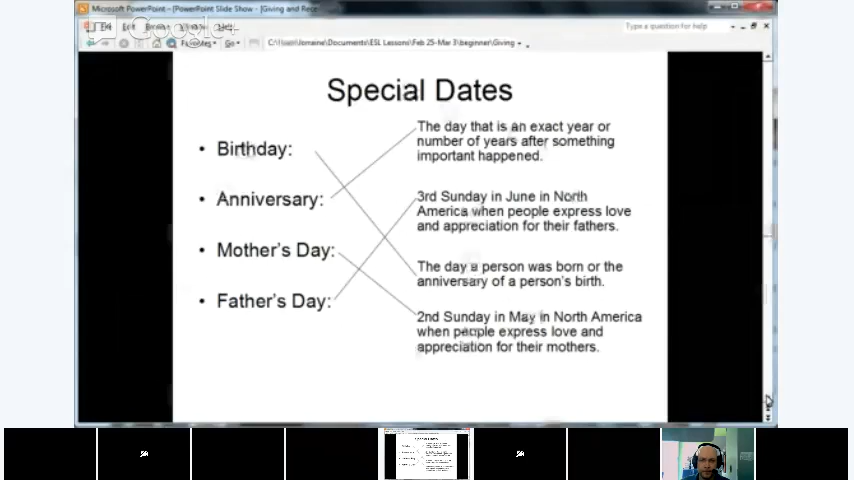 Microsoft PowerPoint - [PowerPoint Slide Show - [Giving and Rece
Type a question for help
Favorites
Go
C:\Users\Jomaine\Documents\ESL Lessons\Feb 25-Mar 3\beginner\Giving
Google+
Special Dates
• Birthday:
• Anniversary:
• Mother's Day:
• Father's Day:
The day that is an exact year or
number of years after something
important happened.
3rd Sunday in June in North
America when people express love
and appreciation for their fathers.
The day a person was born or the
anniversary of a person's birth.
2nd Sunday in May in North America
when people express love and
appreciation for their mothers.